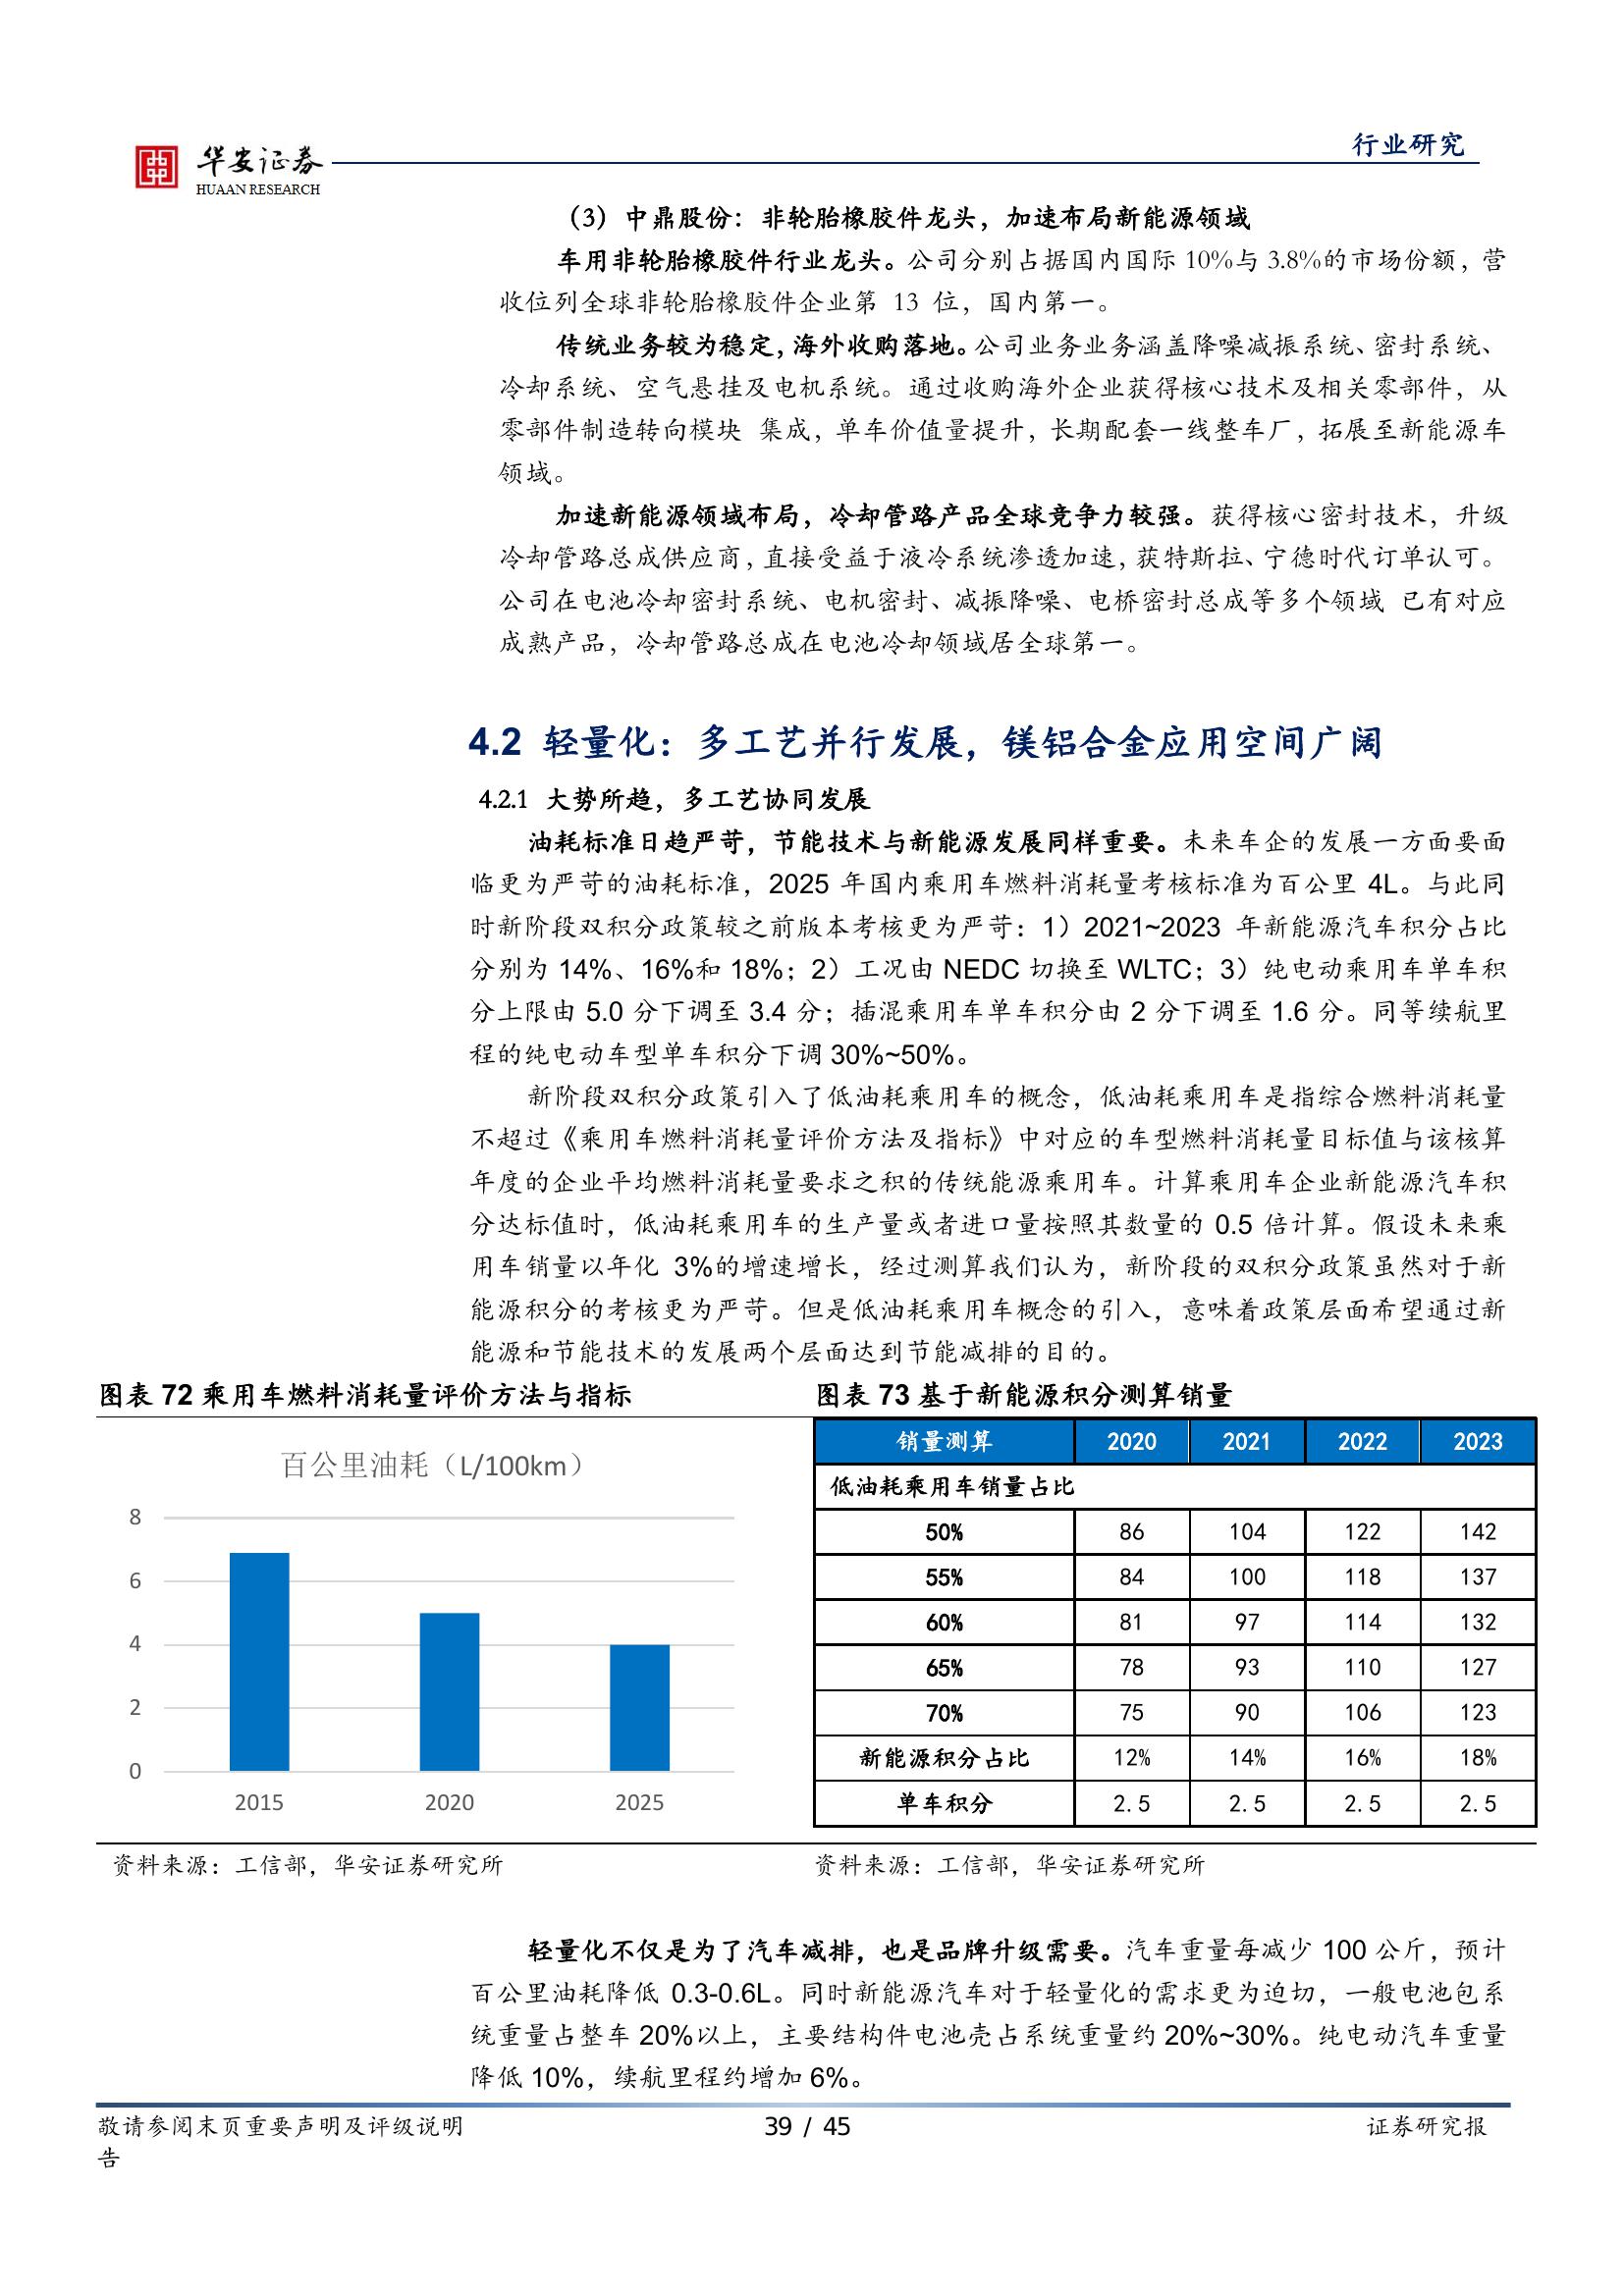 华安证券
HUAAN RESEARCH
行业研究
（3）中鼎股份：非轮胎橡胶件龙头，加速布局新能源领域
车用非轮胎橡胶件行业龙头。公司分别占据国内国际 10%与 3.8%的市场份额，营
收位列全球非轮胎橡胶件企业第 13 位，国内第一。
传统业务较为稳定，海外收购落地。公司业务业务涵盖降噪减振系统、密封系统、
冷却系统、空气悬挂及电机系统。通过收购海外企业获得核心技术及相关零部件，从
零部件制造转向模块 集成，单车价值量提升，长期配套一线整车厂，拓展至新能源车
领域。
加速新能源领域布局，冷却管路产品全球竞争力较强。获得核心密封技术，升级
冷却管路总成供应商，直接受益于液冷系统渗透加速，获特斯拉、宁德时代订单认可。
公司在电池冷却密封系统、电机密封、减振降噪、电桥密封总成等多个领域 已有对应
成熟产品，冷却管路总成在电池冷却领域居全球第一。
4.2 轻量化：多工艺并行发展，镁铝合金应用空间广阔
4.2.1 大势所趋，多工艺协同发展
油耗标准日趋严苛，节能技术与新能源发展同样重要。未来车企的发展一方面要面
临更为严苛的油耗标准，2025 年国内乘用车燃料消耗量考核标准为百公里 4L。与此同
时新阶段双积分政策较之前版本考核更为严苛：1）2021~2023 年新能源汽车积分占比
分别为 14%、16%和 18%；2）工况由 NEDC 切换至 WLTC；3）纯电动乘用车单车积
分上限由 5.0 分下调至 3.4 分；插混乘用车单车积分由 2 分下调至 1.6 分。同等续航里
程的纯电动车型单车积分下调 30%~50%。
新阶段双积分政策引入了低油耗乘用车的概念，低油耗乘用车是指综合燃料消耗量
不超过《乘用车燃料消耗量评价方法及指标》中对应的车型燃料消耗量目标值与该核算
年度的企业平均燃料消耗量要求之积的传统能源乘用车。计算乘用车企业新能源汽车积
分达标值时，低油耗乘用车的生产量或者进口量按照其数量的 0.5 倍计算。假设未来乘
用车销量以年化 3%的增速增长，经过测算我们认为，新阶段的双积分政策虽然对于新
能源积分的考核更为严苛。但是低油耗乘用车概念的引入，意味着政策层面希望通过新
能源和节能技术的发展两个层面达到节能减排的目的。
图表 72 乘用车燃料消耗量评价方法与指标
百公里油耗（L/100km）
8
6
4
2
0
2015 2020 2025
资料来源：工信部，华安证券研究所
图表 73 基于新能源积分测算销量
销量测算 2020 2021 2022 2023
低油耗乘用车销量占比
50% 86 104 122 142
55% 84 100 118 137
60% 81 97 114 132
65% 78 93 110 127
70% 75 90 106 123
新能源积分占比 12% 14% 16% 18%
单车积分 2.5 2.5 2.5 2.5
资料来源：工信部，华安证券研究所
轻量化不仅是为了汽车减排，也是品牌升级需要。汽车重量每减少 100 公斤，预计
百公里油耗降低 0.3-0.6L。同时新能源汽车对于轻量化的需求更为迫切，一般电池包系
统重量占整车 20%以上，主要结构件电池壳占系统重量约 20%~30%。纯电动汽车重量
降低 10%，续航里程约增加 6%。
敬请参阅末页重要声明及评级说明 39 / 45 证券研究报
告